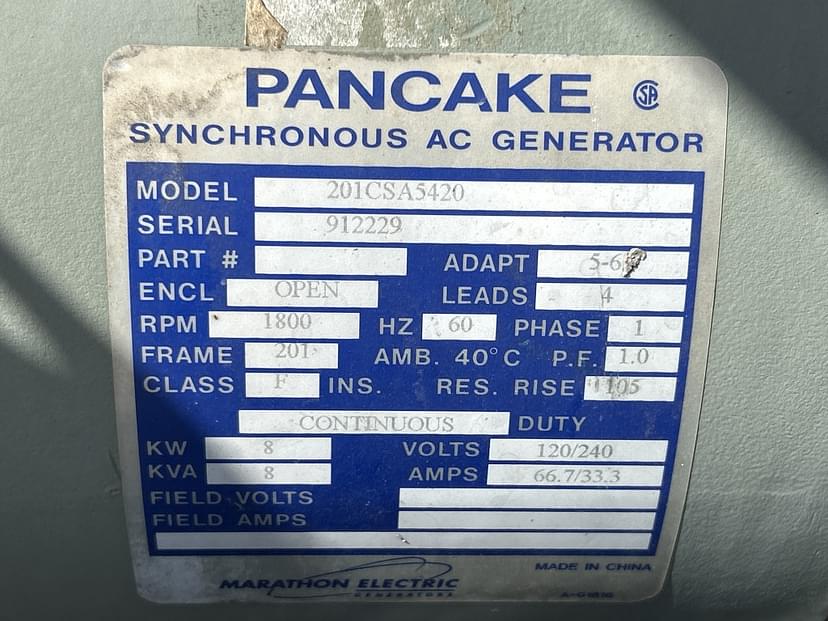 PANCAKE
SYNCHRONOUS AC GENERATOR
MODEL 201CSA5420
SERIAL 912229
PART # ADAPT
ENCL OPEN LEADS 4
RPM 1800 HZ 60 PHASE 1
FRAME 201 AMB. 40°C P.F. 1.0
CLASS F INS. RES. RISE 105
CONTINUOUS DUTY
KW 8 VOLTS 120/240
KVA 8 AMPS 66.7/33.3
FIELD VOLTS
FIELD AMPS
MADE IN CHINA
MARATHON ELECTRIC
GENERATORS